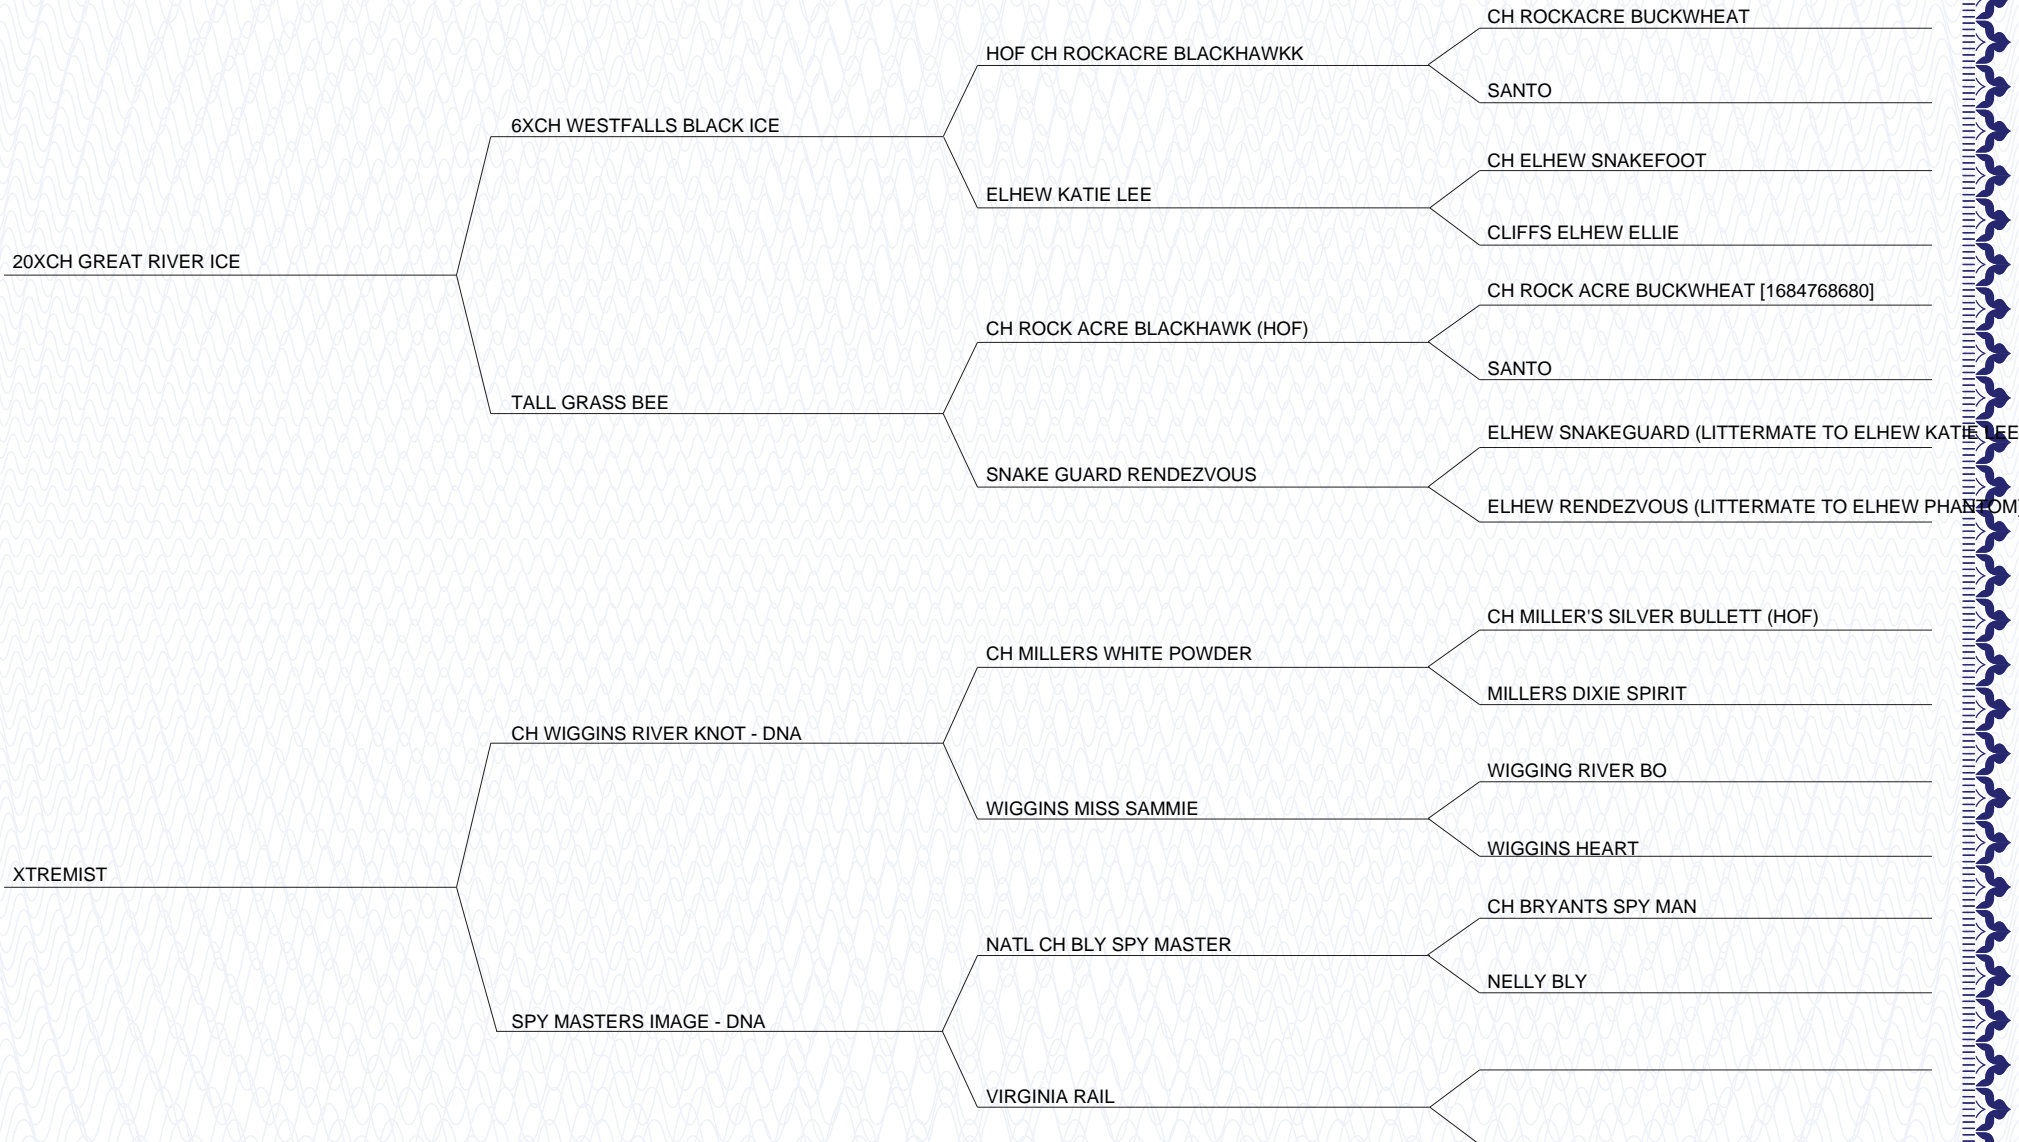 CH ROCKACRE BUCKWHEAT
HOF CH ROCKACRE BLACKHAWKK
SANTO
6XCH WESTFALLS BLACK ICE
CH ELHEW SNAKEFOOT
ELHEW KATIE LEE
CLIFFS ELHEW ELLIE
20XCH GREAT RIVER ICE
CH ROCK ACRE BUCKWHEAT [1684768680]
CH ROCK ACRE BLACKHAWK (HOF)
SANTO
TALL GRASS BEE
ELHEW SNAKEGUARD (LITTERMATE TO ELHEW KATIE LEE
SNAKE GUARD RENDEZVOUS
ELHEW RENDEZVOUS (LITTERMATE TO ELHEW PHANTOM)
CH MILLER'S SILVER BULLETT (HOF)
CH MILLERS WHITE POWDER
MILLERS DIXIE SPIRIT
CH WIGGINS RIVER KNOT - DNA
WIGGING RIVER BO
WIGGINS MISS SAMMIE
WIGGINS HEART
XTREMIST
CH BRYANTS SPY MAN
NATL CH BLY SPY MASTER
NELLY BLY
SPY MASTERS IMAGE - DNA
VIRGINIA RAIL